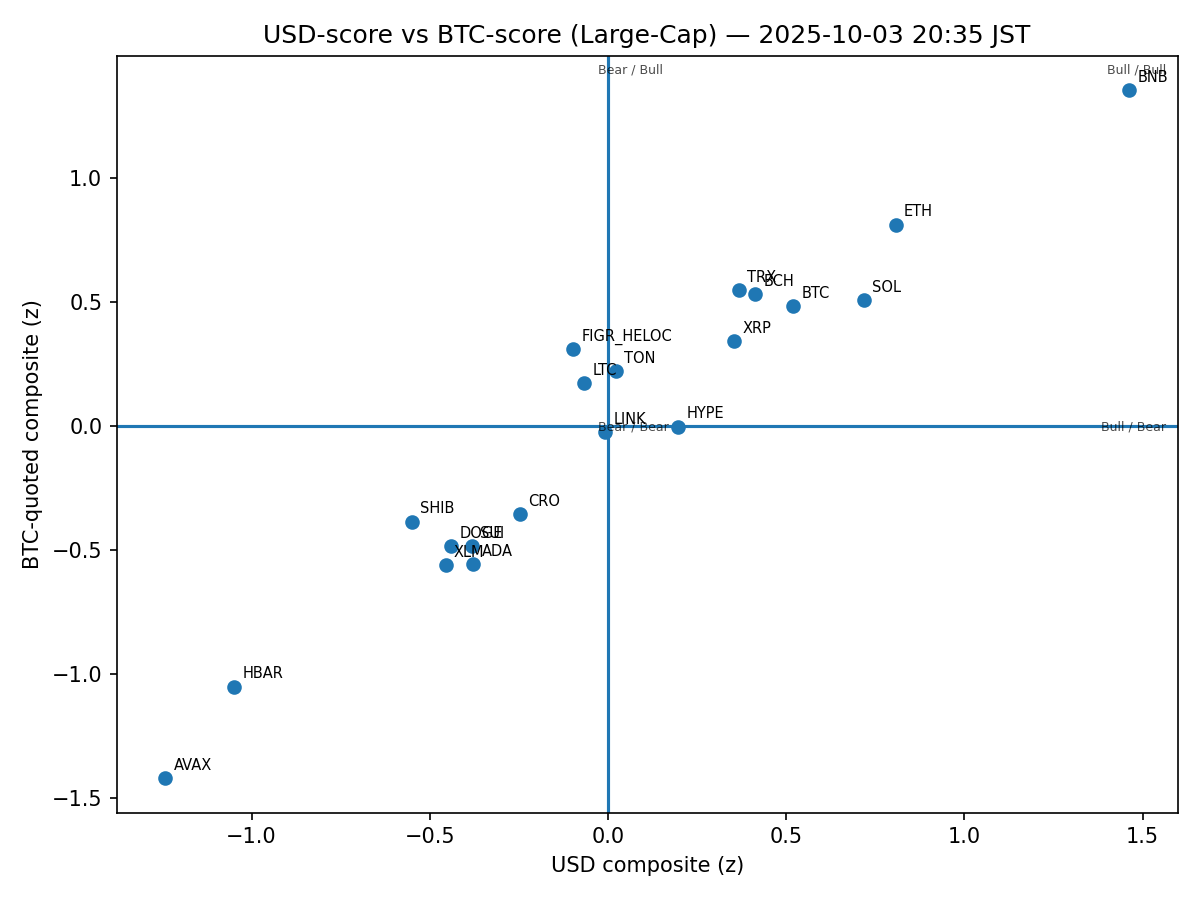 USD-score vs BTC-score (Large-Cap) — 2025-10-03 20:35 JST
Bear / Bull
Bull / Bull
BNB
ETH
TRX
BCH
SOL
BTC
XRP
FIGR_HELOC
TON
LTC
LINK
HYPE
Bear / Bear
Bull / Bear
CRO
SHIB
DOGE
SUI
XLM
ADA
HBAR
AVAX
1.0
0.5
0.0
−0.5
−1.0
−1.5
−1.0
−0.5
0.0
0.5
1.0
1.5
USD composite (z)
BTC-quoted composite (z)